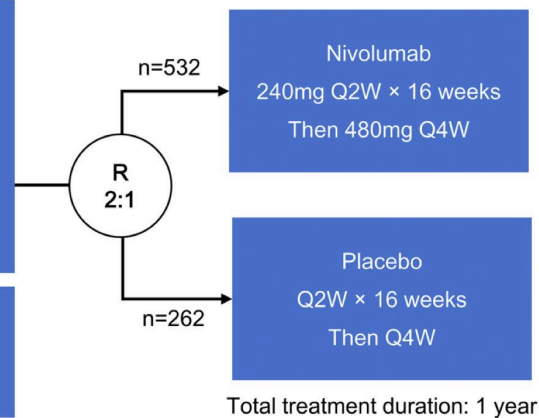 n=532
Nivolumab
240mg Q2W × 16 weeks
Then 480mg Q4W
R
2:1
Placebo
Q2W × 16 weeks
Then Q4W
n=262
Total treatment duration: 1 year